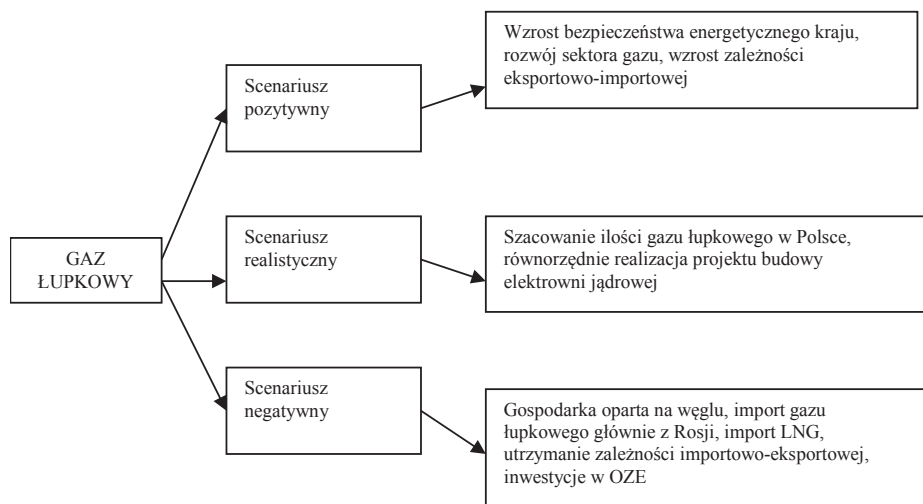 GAZ
ŁUPKOWY
Scenariusz
pozytywny
Wzrost bezpieczeństwa energetycznego kraju,
rozwój sektora gazu, wzrost zależności
eksportowo-importowej
Scenariusz
realistyczny
Szacowanie ilości gazu łupkowego w Polsce,
równorzędnie realizacja projektu budowy
elektrowni jądrowej
Scenariusz
negatywny
Gospodarka oparta na węglu, import gazu
łupkowego głównie z Rosji, import LNG,
utrzymanie zależności importowo-eksportowej,
inwestycje w OZE